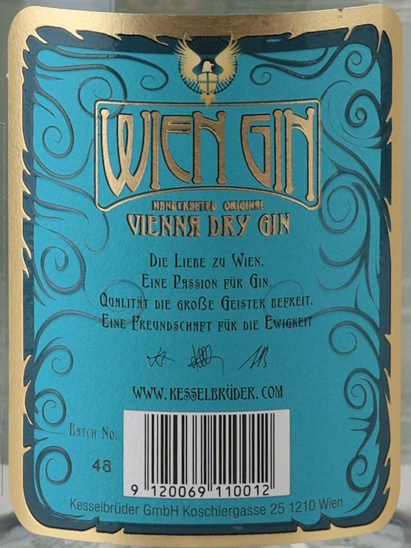 WIEN GIN
HANDCRAFTED ORIGINAL
VIENNA DRY GIN
Die Liebe zu Wien.
Eine Passion für Gin.
Qualität die große Geister befreit.
Eine Freundschaft für die Ewigkeit
www.kesselbrüder.com
Batch No.
48
9 120069 110012
Kesselbrüder GmbH Koschiergasse 25 1210 Wien